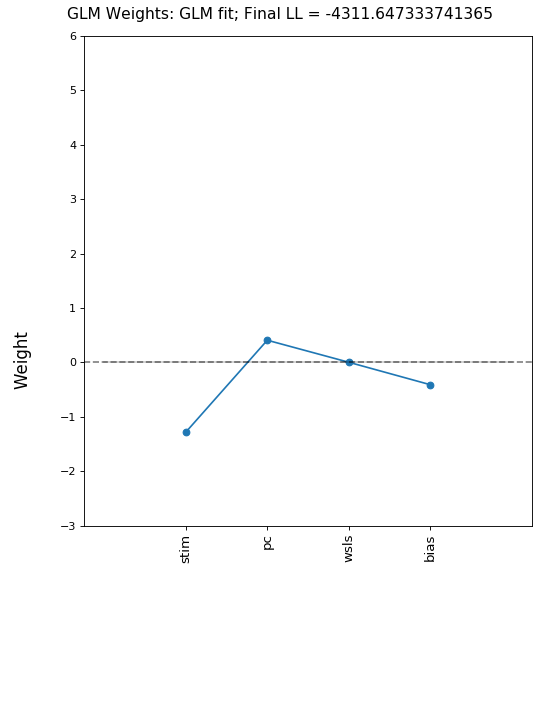 GLM Weights: GLM fit; Final LL = -4311.647333741365
6
5
4
3
2
1
0
−1
−2
−3
Weight
stim
pc
wsls
bias